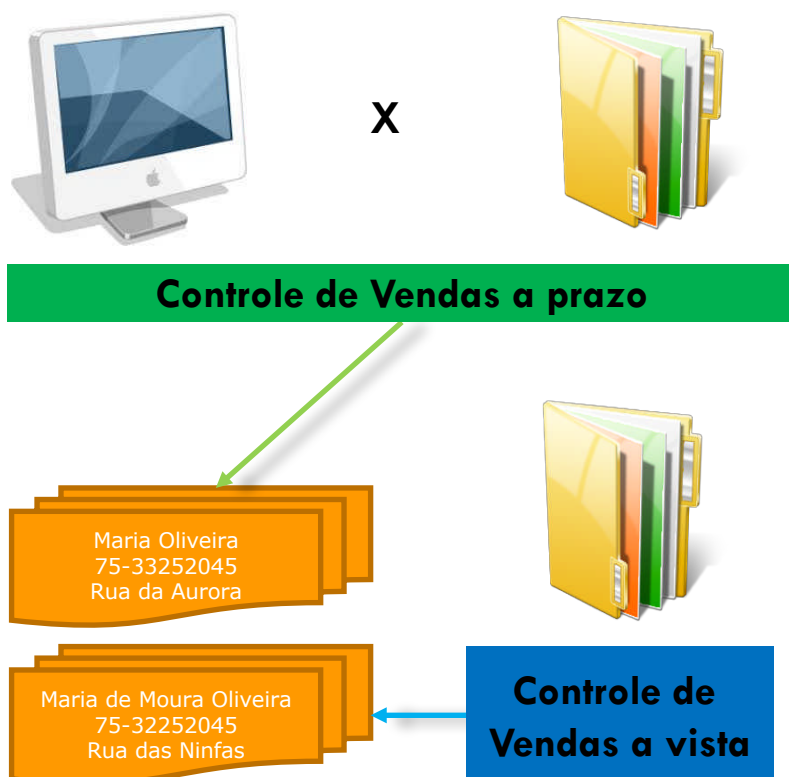 X
Controle de Vendas a prazo
Maria Oliveira
75-33252045
Rua da Aurora
Maria de Moura Oliveira
75-32252045
Rua das Ninfas
Controle de
Vendas a vista